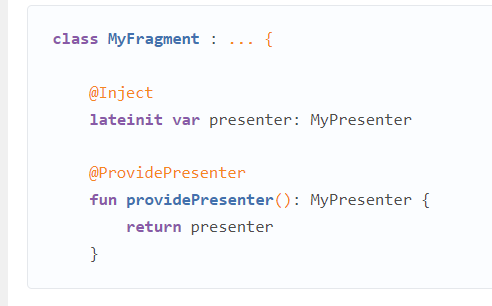 class MyFragment : ... {
@Inject
lateinit var presenter: MyPresenter
@ProvidePresenter
fun providePresenter(): MyPresenter {
return presenter
}